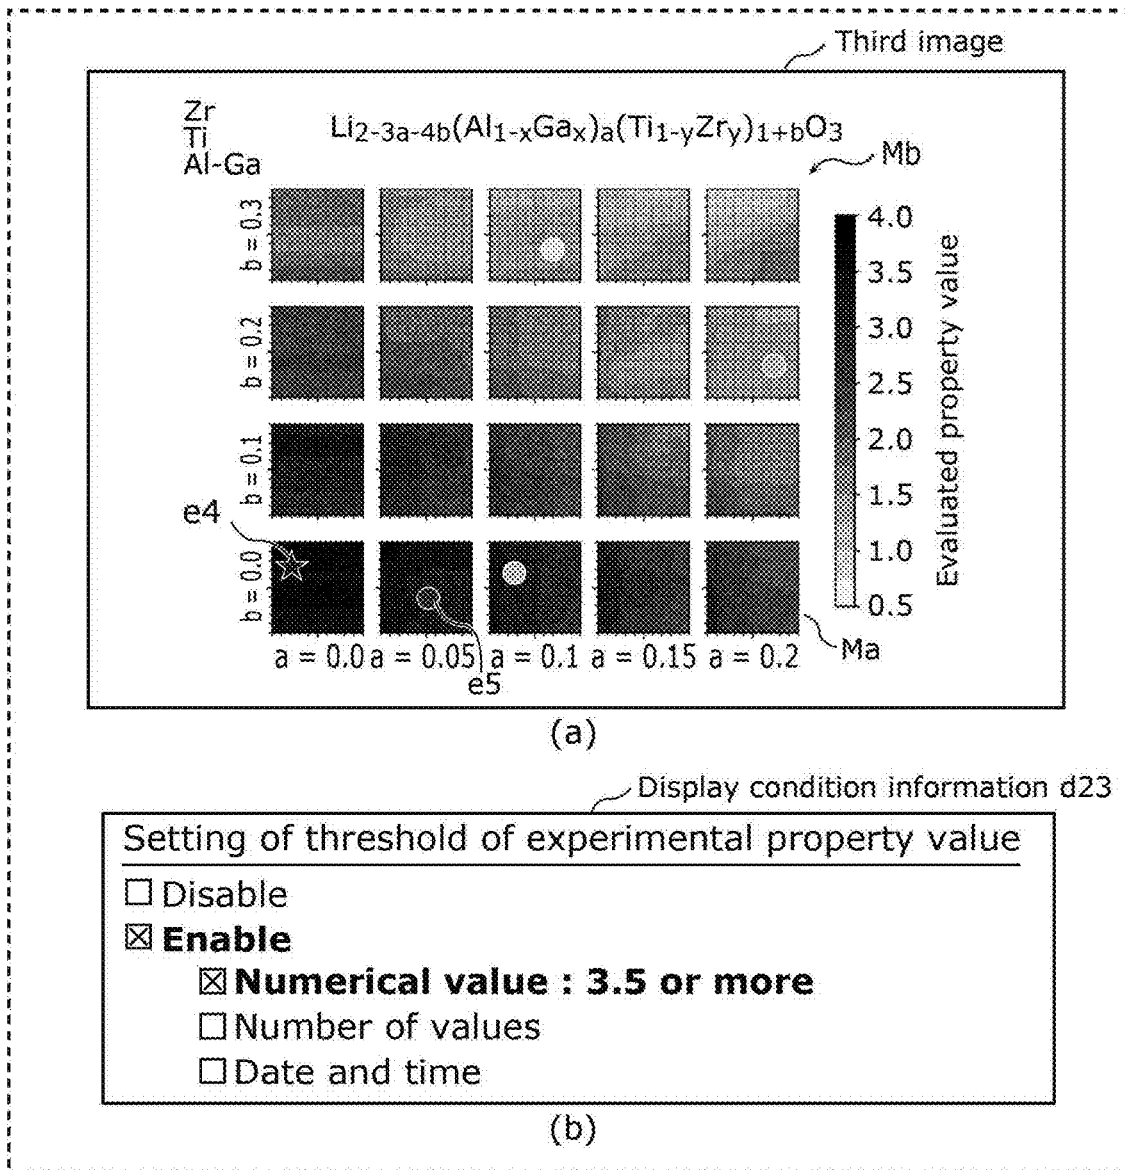 Third image
Zr
Ti
Al-Ga
Li2-3a-4b(Al1-xGax)a(Ti1-yZry)1+bO3
Mb
b = 0.3
b = 0.2
b = 0.1
b = 0.0
e4
4.0
3.5
3.0
2.5
2.0
1.5
1.0
0.5
Evaluated property value
a = 0.0 a = 0.05 a = 0.1 a = 0.15 a = 0.2
Ma
e5
(a)
Display condition information d23
Setting of threshold of experimental property value
☐ Disable
☒ Enable
☒ Numerical value : 3.5 or more
☐ Number of values
☐ Date and time
(b)